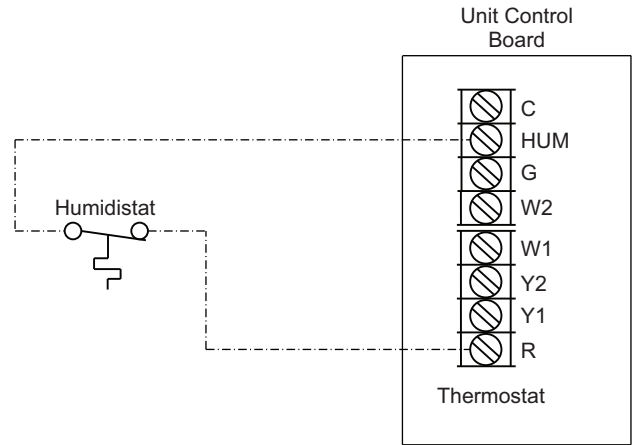 Unit Control
Board
C
HUM
G
W2
Humidistat
W1
Y2
Y1
R
Thermostat